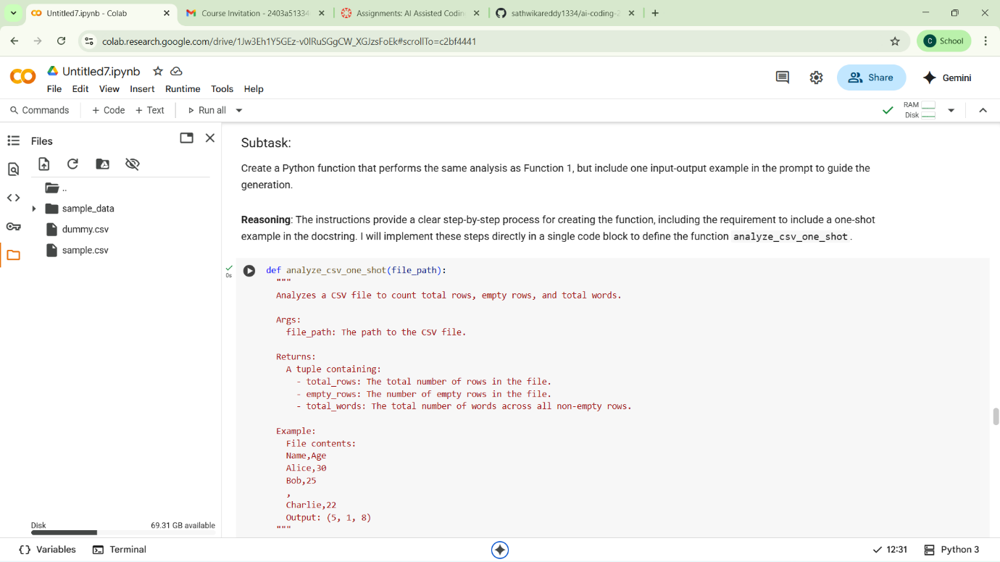 Untitled7.ipynb - Colab
Course Invitation - 2403a51334
Assignments: AI Assisted Codin
sathwikareddy1334/ai-coding-2
colab.research.google.com/drive/1Jw3Eh1Y5GEz-v0lRuSGgCW_XGJzsFoEk#scrollTo=c2bf4441
C School
Untitled7.ipynb
File Edit View Insert Runtime Tools Help
Share
Gemini
Commands + Code + Text Run all
RAM
Disk
Files
..
sample_data
dummy.csv
sample.csv
Disk 69.31 GB available
Subtask:
Create a Python function that performs the same analysis as Function 1, but include one input-output example in the prompt to guide the
generation.
Reasoning: The instructions provide a clear step-by-step process for creating the function, including the requirement to include a one-shot
example in the docstring. I will implement these steps directly in a single code block to define the function analyze_csv_one_shot.
0s
def analyze_csv_one_shot(file_path):
"""
Analyzes a CSV file to count total rows, empty rows, and total words.
Args:
file_path: The path to the CSV file.
Returns:
A tuple containing:
- total_rows: The total number of rows in the file.
- empty_rows: The number of empty rows in the file.
- total_words: The total number of words across all non-empty rows.
Example:
File contents:
Name,Age
Alice,30
Bob,25
,
Charlie,22
Output: (5, 1, 8)
"""
{} Variables Terminal
12:31 Python 3